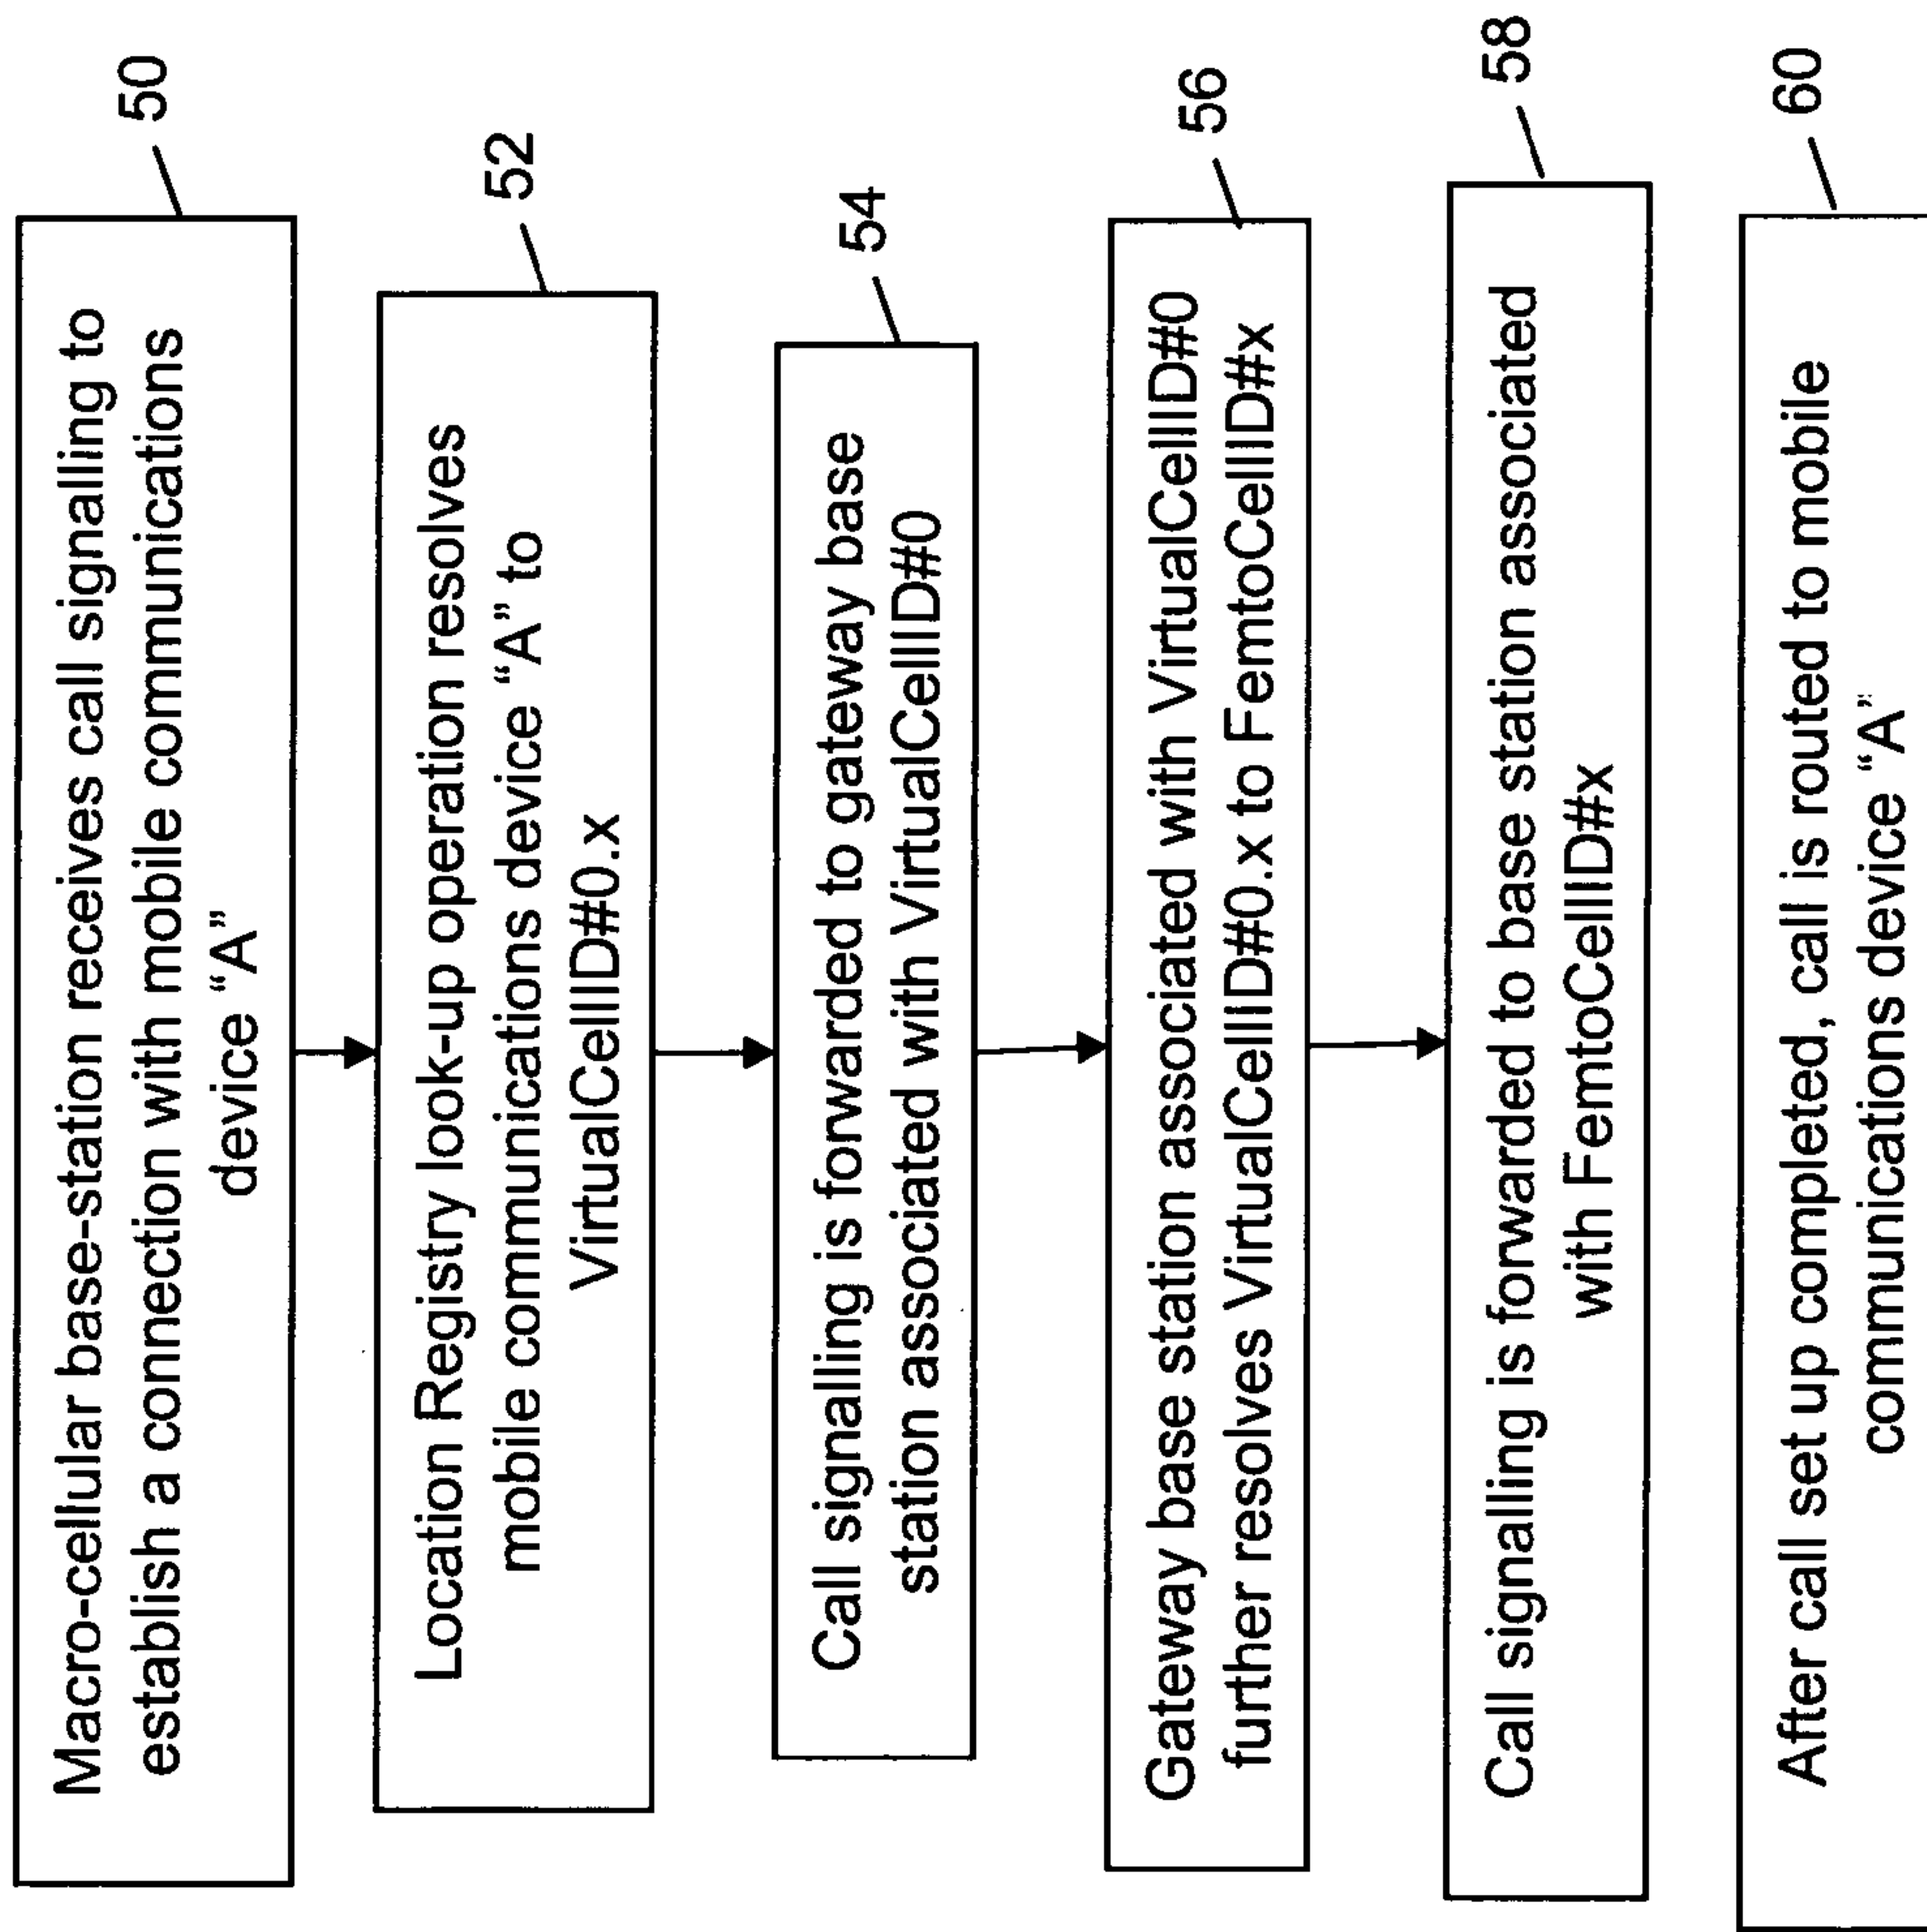 Macro-cellular base-station receives call signalling to
establish a connection with mobile communications
device “A”
50
Location Registry look-up operation resolves
mobile communications device “A” to
VirtualCellID#0.x
52
Call signalling is forwarded to gateway base
station associated with VirtualCellID#0
54
Gateway base station associated with VirtualCellID#0
further resolves VirtualCellID#0.x to FemtoCellID#x
56
Call signalling is forwarded to base station associated
with FemtoCellID#x
58
After call set up completed, call is routed to mobile
communications device “A”
60